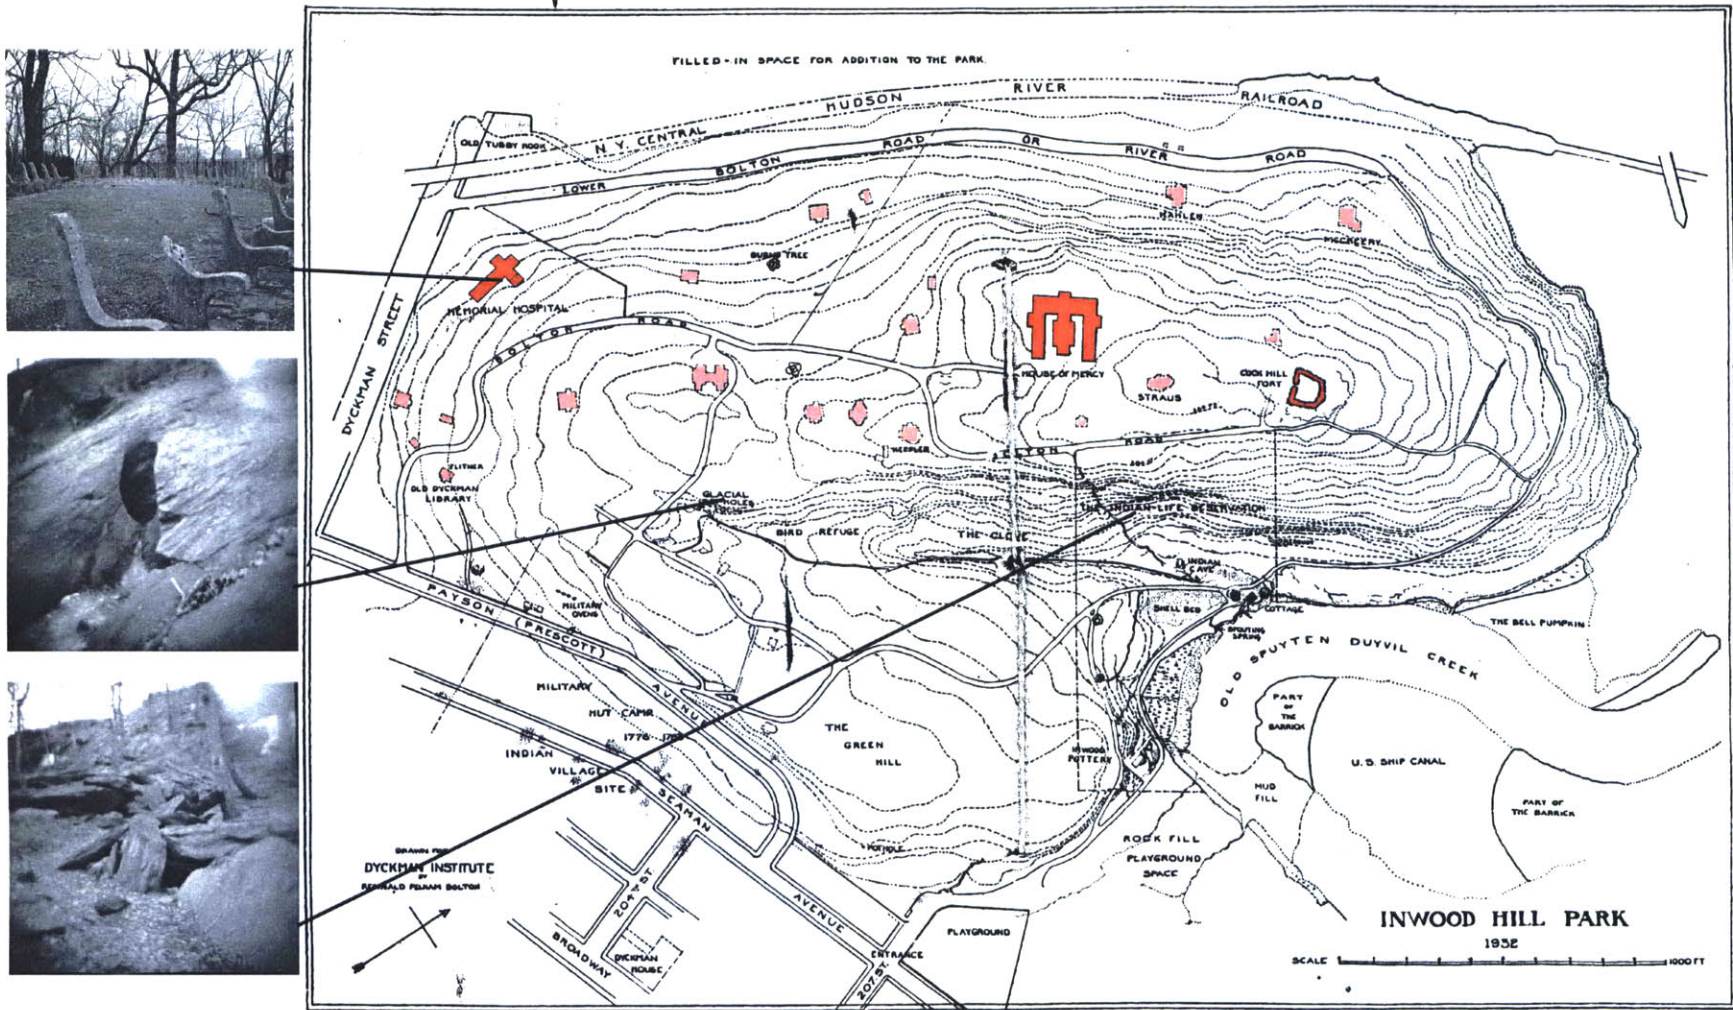 FILLED-IN SPACE FOR ADDITION TO THE PARK.
HUDSON RIVER RAILROAD
N.Y. CENTRAL
OLD TUBBY HOOK
LOWER BOLTON ROAD OR RIVER ROAD
KAHLER
MCCREERY
DYCKMAN STREET
MEMORIAL HOSPITAL
BOLTON ROAD
HOUSE OF MERCY
STRAUS
COCK HILL
FORT
KEPPLER
ROAD
FLITNER
OLD DYCKMAN
LIBRARY
GLACIAL
BIRD REFUGE
THE CLOVE
THE INDIAN-LIFE RESERVATION
INDIAN
CAVE
SHELL BED
COTTAGE
SPOUTING
SPRING
THE BELL PUMPKIN
OLD SPUYTEN DUYVIL CREEK
MILITARY
OVENS
PAYSON
(PRESCOTT)
AVENUE
MILITARY
HUT CAMP
INDIAN
VILLAGE
SITE
SEAMAN
AVENUE
THE
GREEN
HILL
INWOOD
POTTERY
PART
OF
THE
BARRICK
U.S. SHIP CANAL
MUD
FILL
PART OF
THE BARRICK
ROCK FILL
PLAYGROUND
SPACE
POTHOLE
DRAWN FOR
DYCKMAN INSTITUTE
BY
REGINALD PELHAM BOLTON
204TH ST
BROADWAY
DYCKMAN
HOUSE
PLAYGROUND
ENTRANCE
207 ST.
INWOOD HILL PARK
1932
SCALE
1000 FT